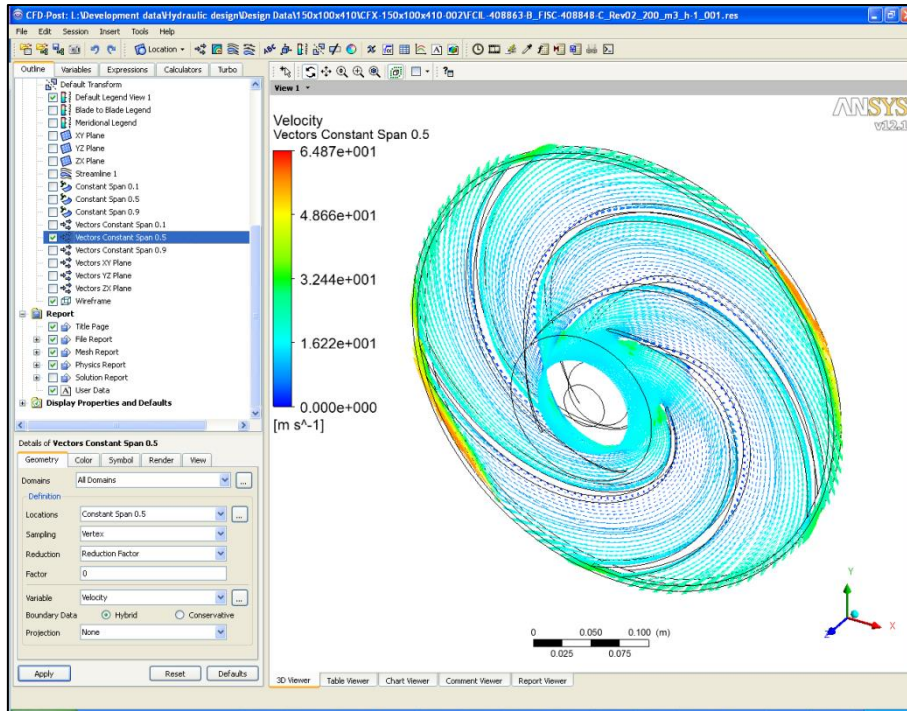 CFD-Post: L:\Development data\Hydraulic design\Design Data\150x100x410\CFX-150x100x410-002\FCIL-408863-B_FISC-408848-C_Rev02_200_m3_h-1_001.res
File Edit Session Insert Tools Help
Location
Outline Variables Expressions Calculators Turbo
Default Transform
Default Legend View 1
Blade to Blade Legend
Meridional Legend
XY Plane
YZ Plane
ZX Plane
Streamline 1
Constant Span 0.1
Constant Span 0.5
Constant Span 0.9
Vectors Constant Span 0.1
Vectors Constant Span 0.5
Vectors Constant Span 0.9
Vectors XY Plane
Vectors YZ Plane
Vectors ZX Plane
Wireframe
Report
Title Page
File Report
Mesh Report
Physics Report
Solution Report
User Data
Display Properties and Defaults
Details of Vectors Constant Span 0.5
Geometry Color Symbol Render View
Domains All Domains ...
Definition
Locations Constant Span 0.5 ...
Sampling Vertex
Reduction Reduction Factor
Factor 0
Variable Velocity ...
Boundary Data Hybrid Conservative
Projection None
Apply Reset Defaults
View 1
Velocity
Vectors Constant Span 0.5
6.487e+001
4.866e+001
3.244e+001
1.622e+001
0.000e+000
[m s^-1]
ANSYS
v12.1
0 0.050 0.100 (m)
0.025 0.075
Y
X
Z
3D Viewer Table Viewer Chart Viewer Comment Viewer Report Viewer